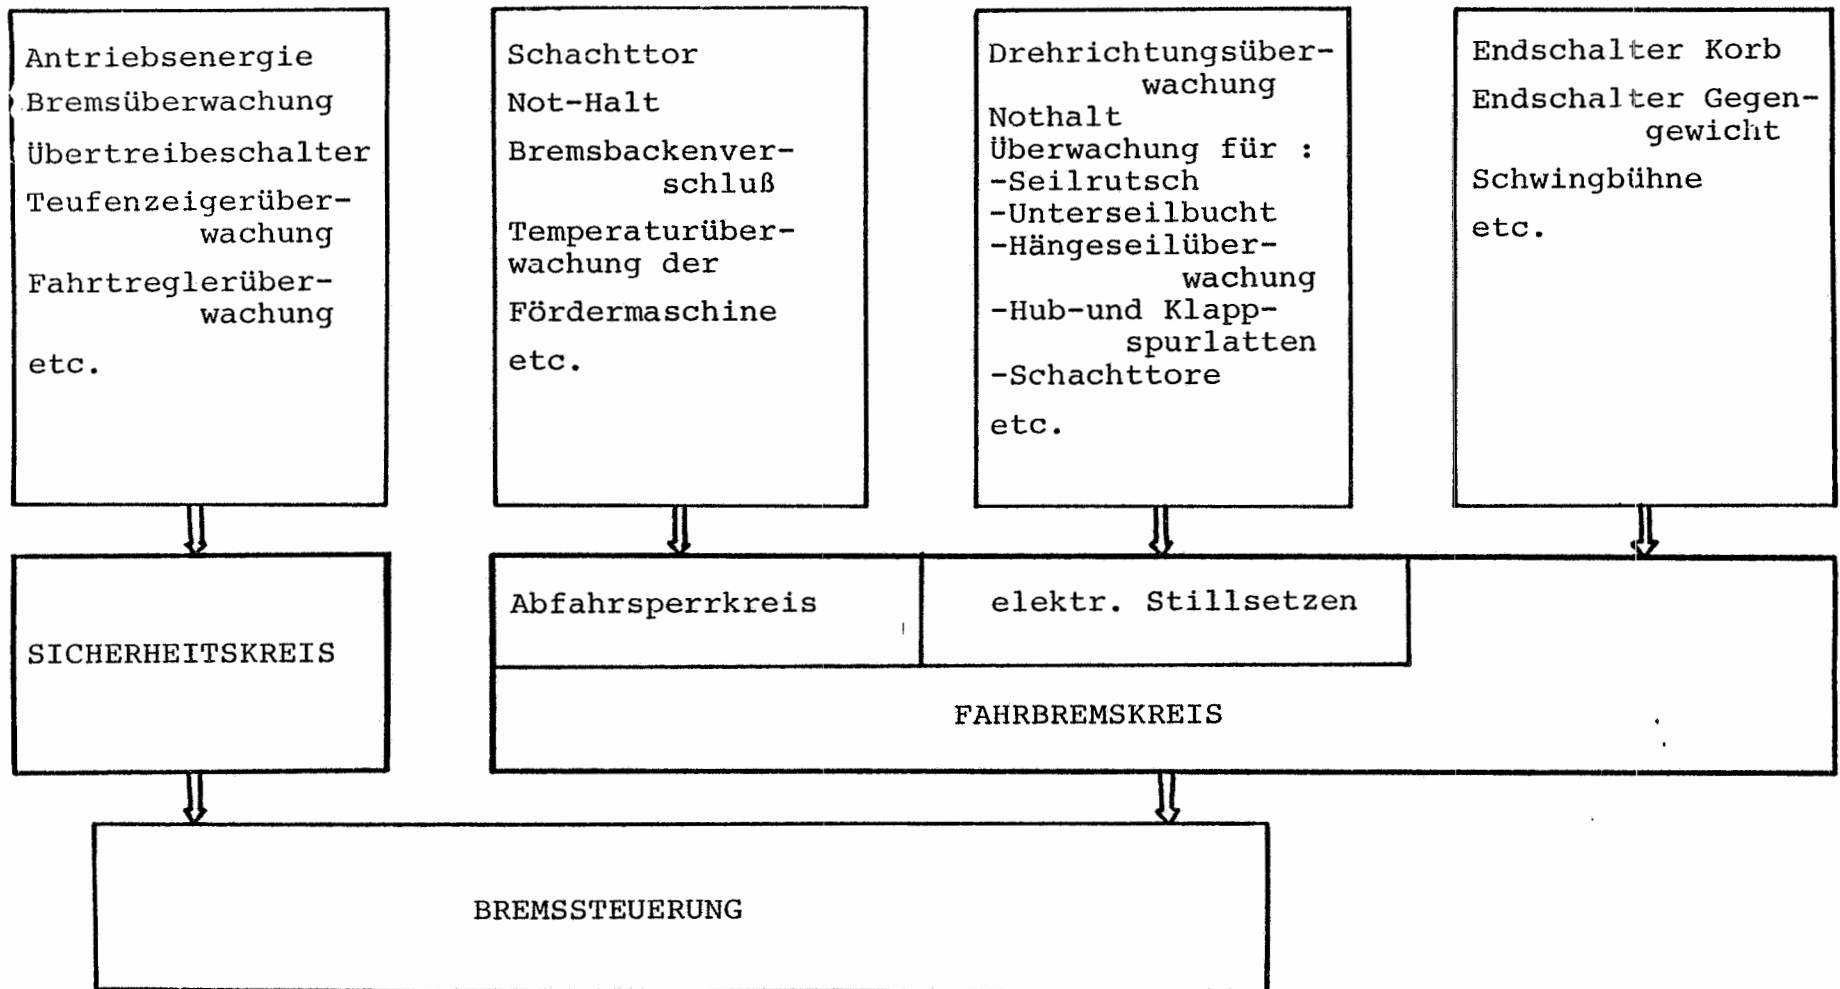 Antriebsenergie
Bremsüberwachung
Übertreibeschalter
Teufenzeigerüber-
wachung
Fahrtreglerüber-
wachung
etc.
Schachttor
Not-Halt
Bremsbackenver-
schluß
Temperaturüber-
wachung der
Fördermaschine
etc.
Drehrichtungsüber-
wachung
Nothalt
Überwachung für :
-Seilrutsch
-Unterseilbucht
-Hängeseilüber-
wachung
-Hub-und Klapp-
spurlatten
-Schachttore
etc.
Endschalter Korb
Endschalter Gegen-
gewicht
Schwingbühne
etc.
SICHERHEITSKREIS
Abfahrsperrkreis
elektr. Stillsetzen
FAHRBREMSKREIS
BREMSSTEUERUNG